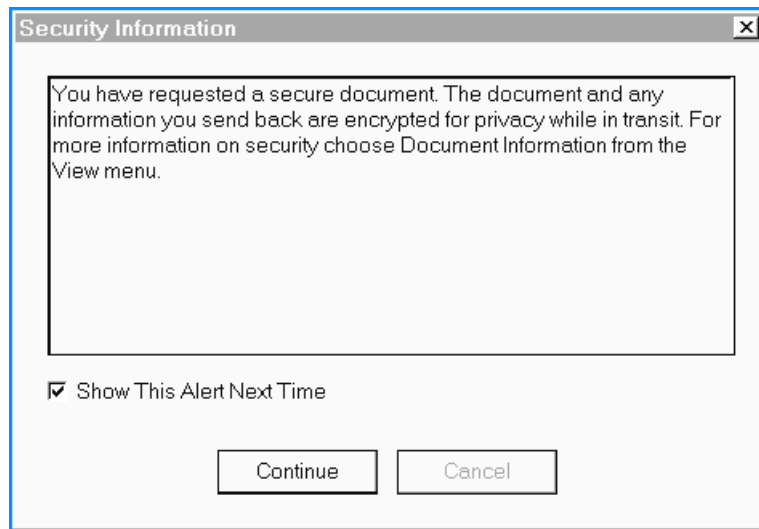 Security Information
You have requested a secure document. The document and any
information you send back are encrypted for privacy while in transit. For
more information on security choose Document Information from the
View menu.
Show This Alert Next Time
Continue
Cancel